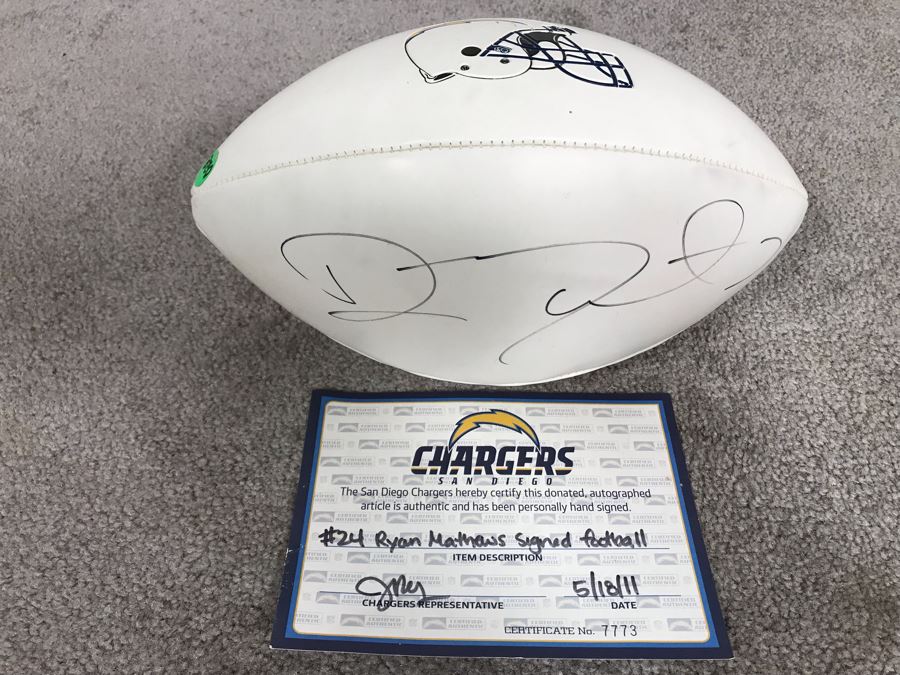 CHARGERS
SAN DIEGO
The San Diego Chargers hereby certify this donated, autographed
article is authentic and has been personally hand signed.
#24 Ryan Mathews signed football
ITEM DESCRIPTION
5/18/11
CHARGERS REPRESENTATIVE DATE
CERTIFICATE No. 7773